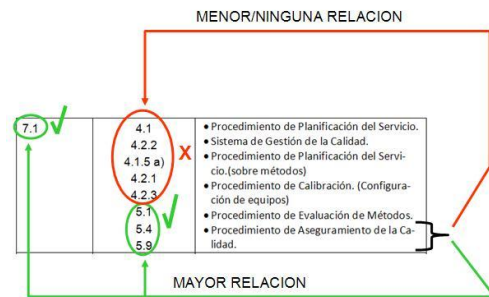 MENOR/NINGUNA RELACION
7.1
4.1
4.2.2
4.1.5 a)
4.2.1
4.2.3
5.1
5.4
5.9
X
• Procedimiento de Planificación del Servicio.
• Sistema de Gestión de la Calidad.
• Procedimiento de Planificación del Servi-
cio.(sobre métodos)
• Procedimiento de Calibración. (Configura-
ción de equipos)
• Procedimiento de Evaluación de Métodos.
• Procedimiento de Aseguramiento de la Ca-
lidad.
MAYOR RELACION